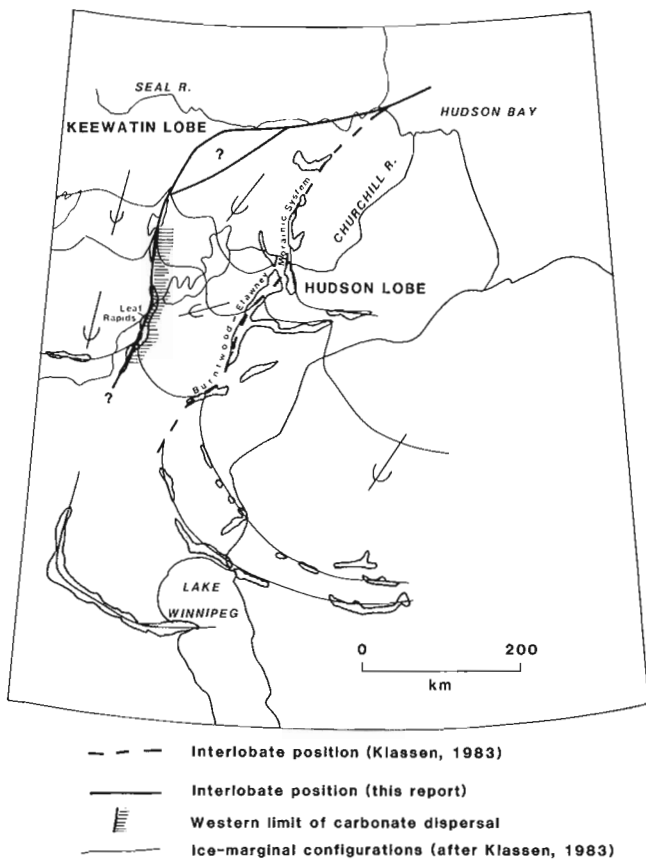 SEAL R.
HUDSON BAY
KEEWATIN LOBE
?
CHURCHILL R.
Burntwood - Etawney Morainic System
HUDSON LOBE
Leaf
Rapids
?
LAKE
WINNIPEG
0 200
km
Interlobate position (Klassen, 1983)
Interlobate position (this report)
Western limit of carbonate dispersal
Ice-marginal configurations (after Klassen, 1983)